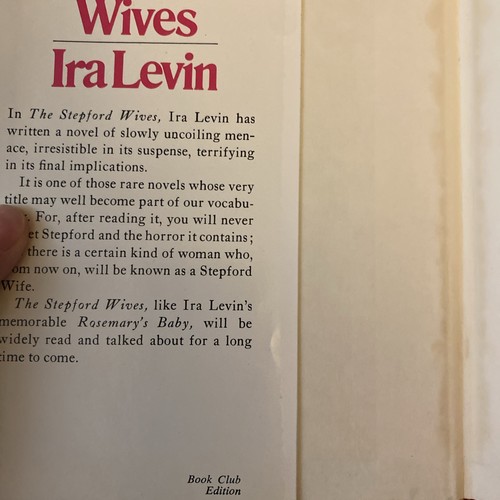 Wives
Ira Levin
In The Stepford Wives, Ira Levin has
written a novel of slowly uncoiling men-
ace, irresistible in its suspense, terrifying
in its final implications.
It is one of those rare novels whose very
title may well become part of our vocabu-
For, after reading it, you will never
Stepford and the horror it contains;
there is a certain kind of woman who,
now on, will be known as a Stepford
Wife.
The Stepford Wives, like Ira Levin's
memorable Rosemary's Baby, will be
widely read and talked about for a long
time to come.
Book Club
Edition